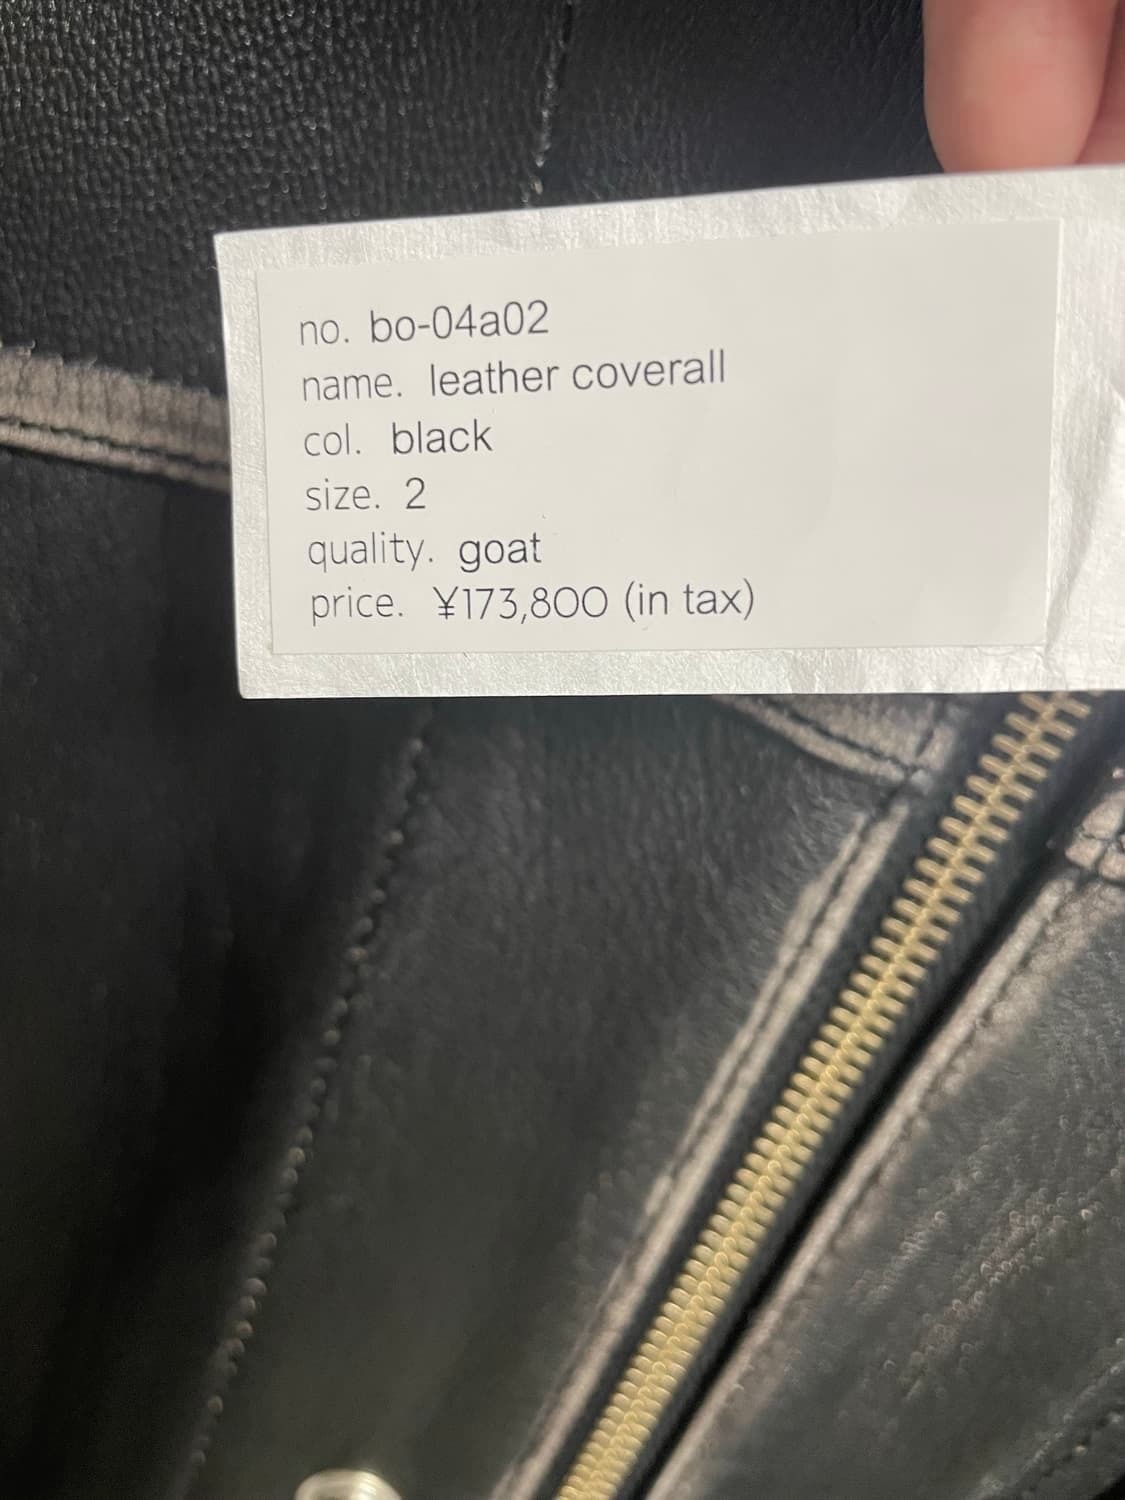 no. bo-04a02
name. leather coverall
col. black
size. 2
quality. goat
price. ¥173,800 (in tax)